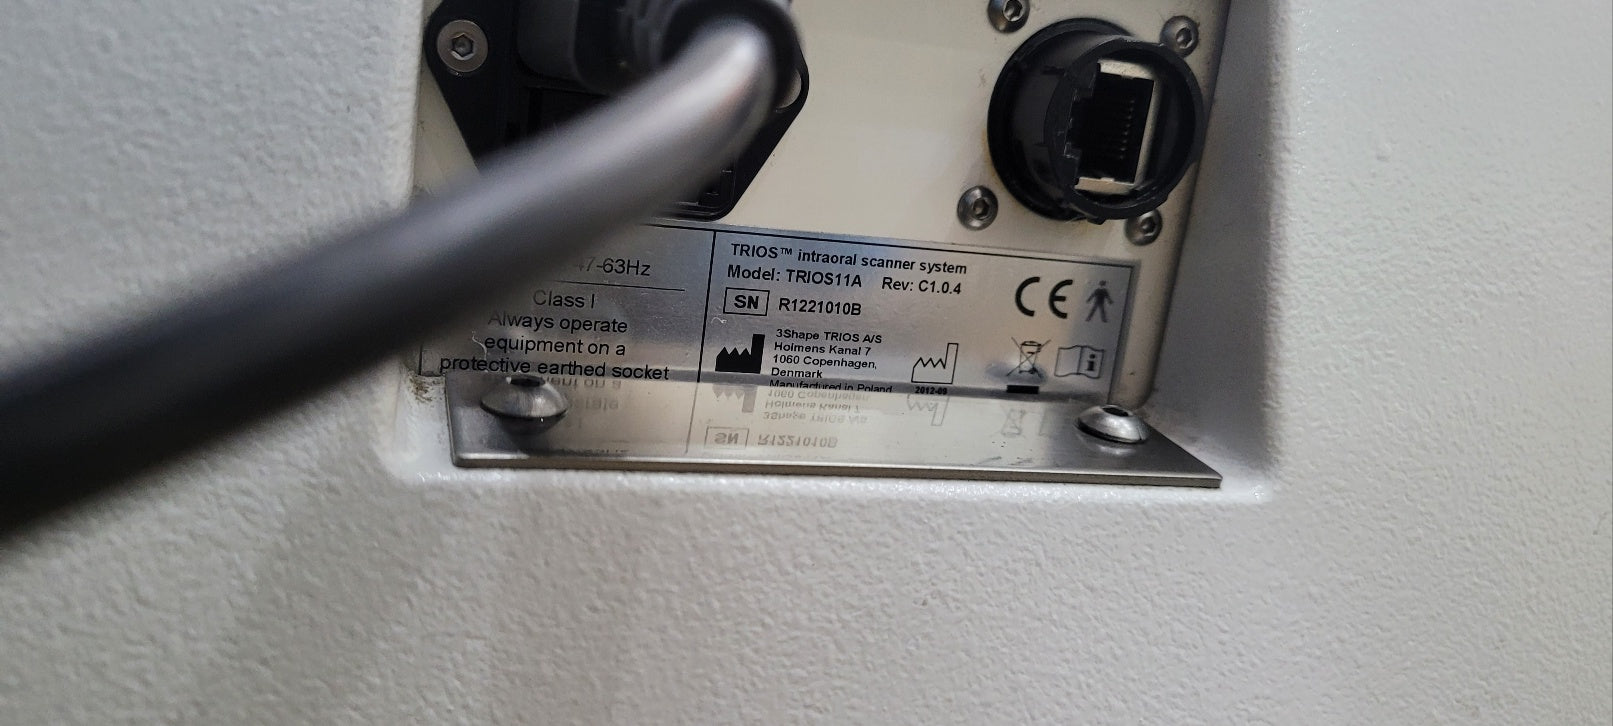 47-63Hz
Class I
Always operate
equipment on a
protective earthed socket
TRIOS™ intraoral scanner system
Model: TRIOS11A Rev: C1.0.4
SN R1221010B
3Shape TRIOS A/S
Holmens Kanal 7
1060 Copenhagen,
Denmark
Manufactured in Poland
2012-09
CE